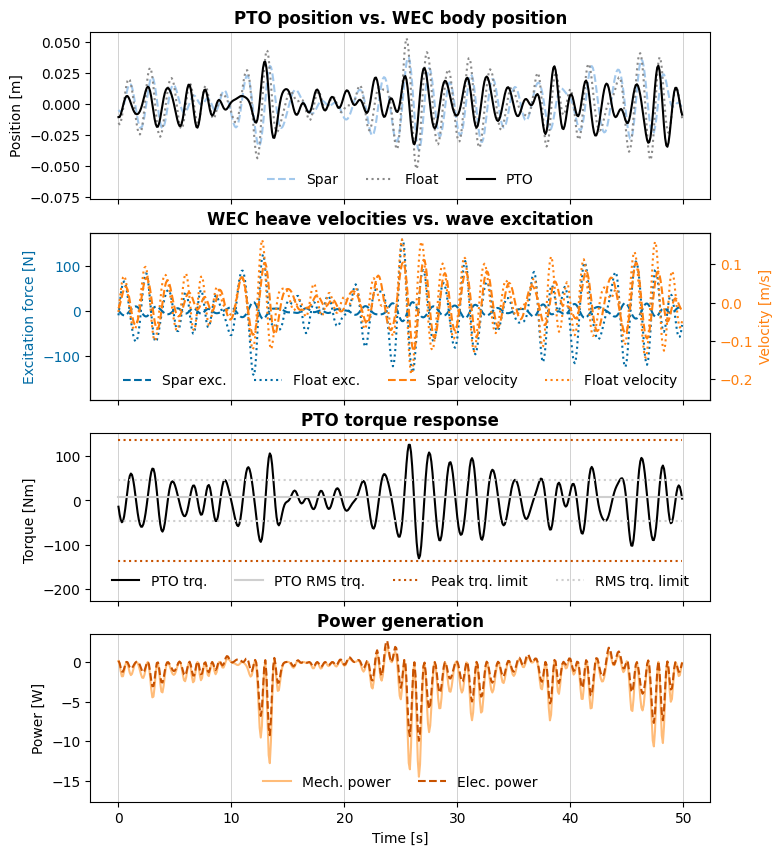 PTO position vs. WEC body position
0.050
0.025
0.000
−0.025
−0.050
−0.075
Position [m]
Spar Float PTO
WEC heave velocities vs. wave excitation
100
0
−100
Excitation force [N]
0.1
0.0
−0.1
−0.2
Velocity [m/s]
Spar exc. Float exc. Spar velocity Float velocity
PTO torque response
100
0
−100
−200
Torque [Nm]
PTO trq. PTO RMS trq. Peak trq. limit RMS trq. limit
Power generation
0
−5
−10
−15
Power [W]
Mech. power Elec. power
0 10 20 30 40 50
Time [s]